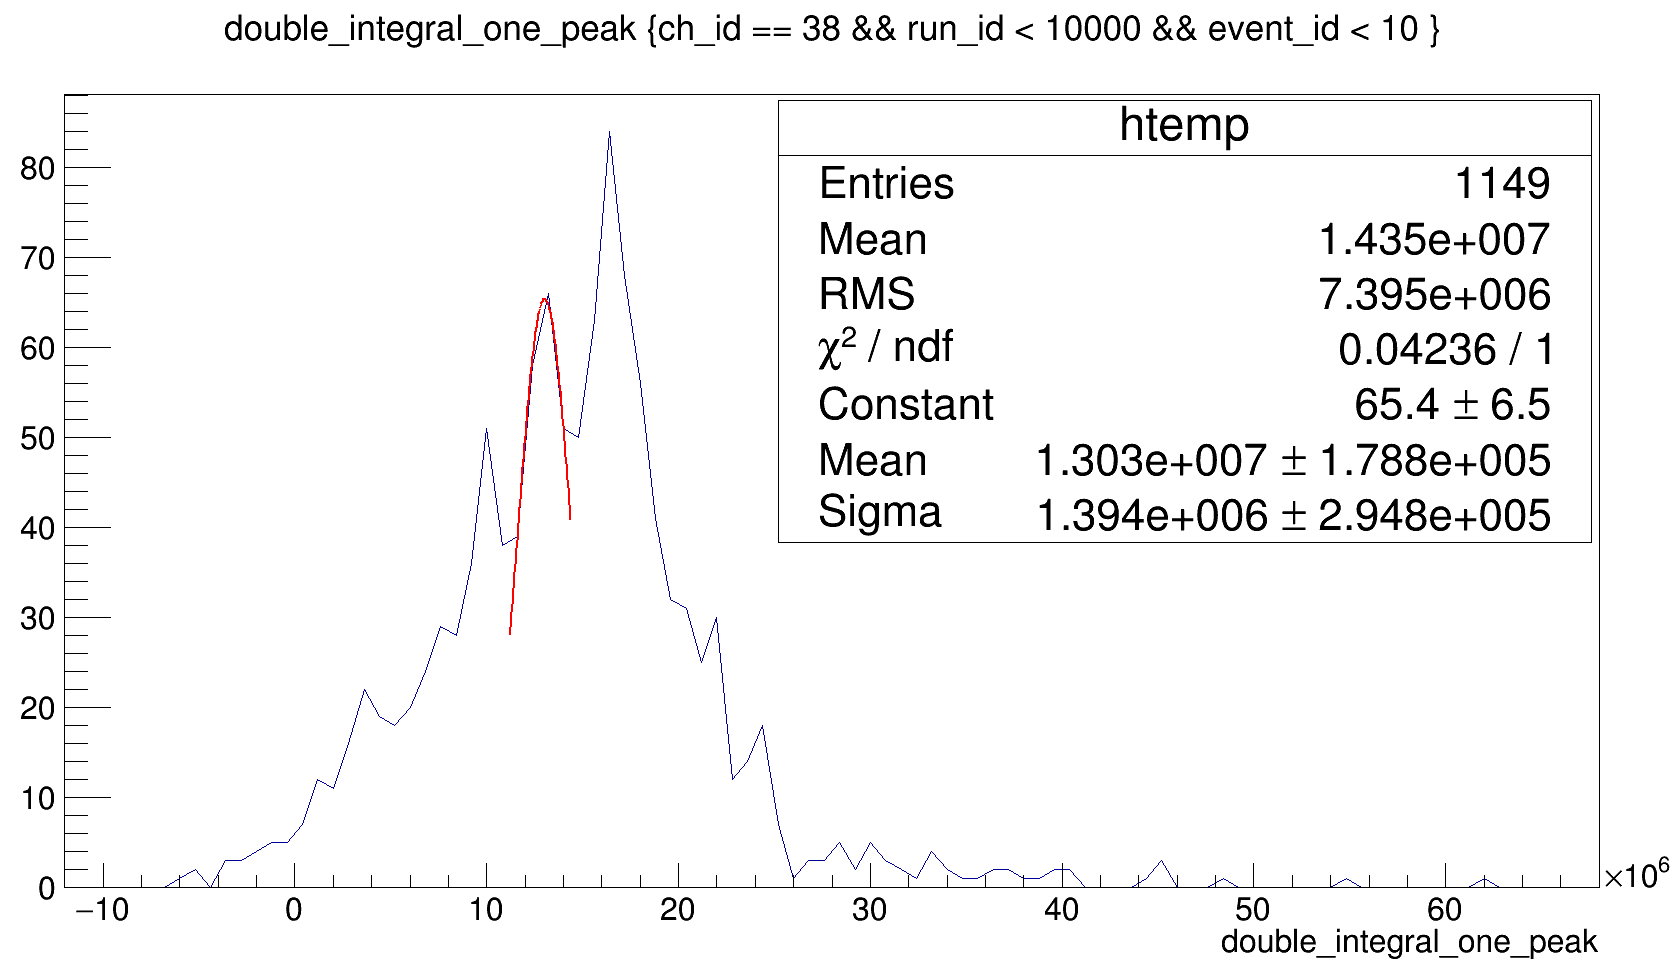 double_integral_one_peak {ch_id == 38 && run_id < 10000 && event_id < 10 }
htemp
Entries 1149
Mean 1.435e+007
RMS 7.395e+006
χ² / ndf 0.04236 / 1
Constant 65.4 ± 6.5
Mean 1.303e+007 ± 1.788e+005
Sigma 1.394e+006 ± 2.948e+005
80
70
60
50
40
30
20
10
0
−10 0 10 20 30 40 50 60 ×10⁶
double_integral_one_peak